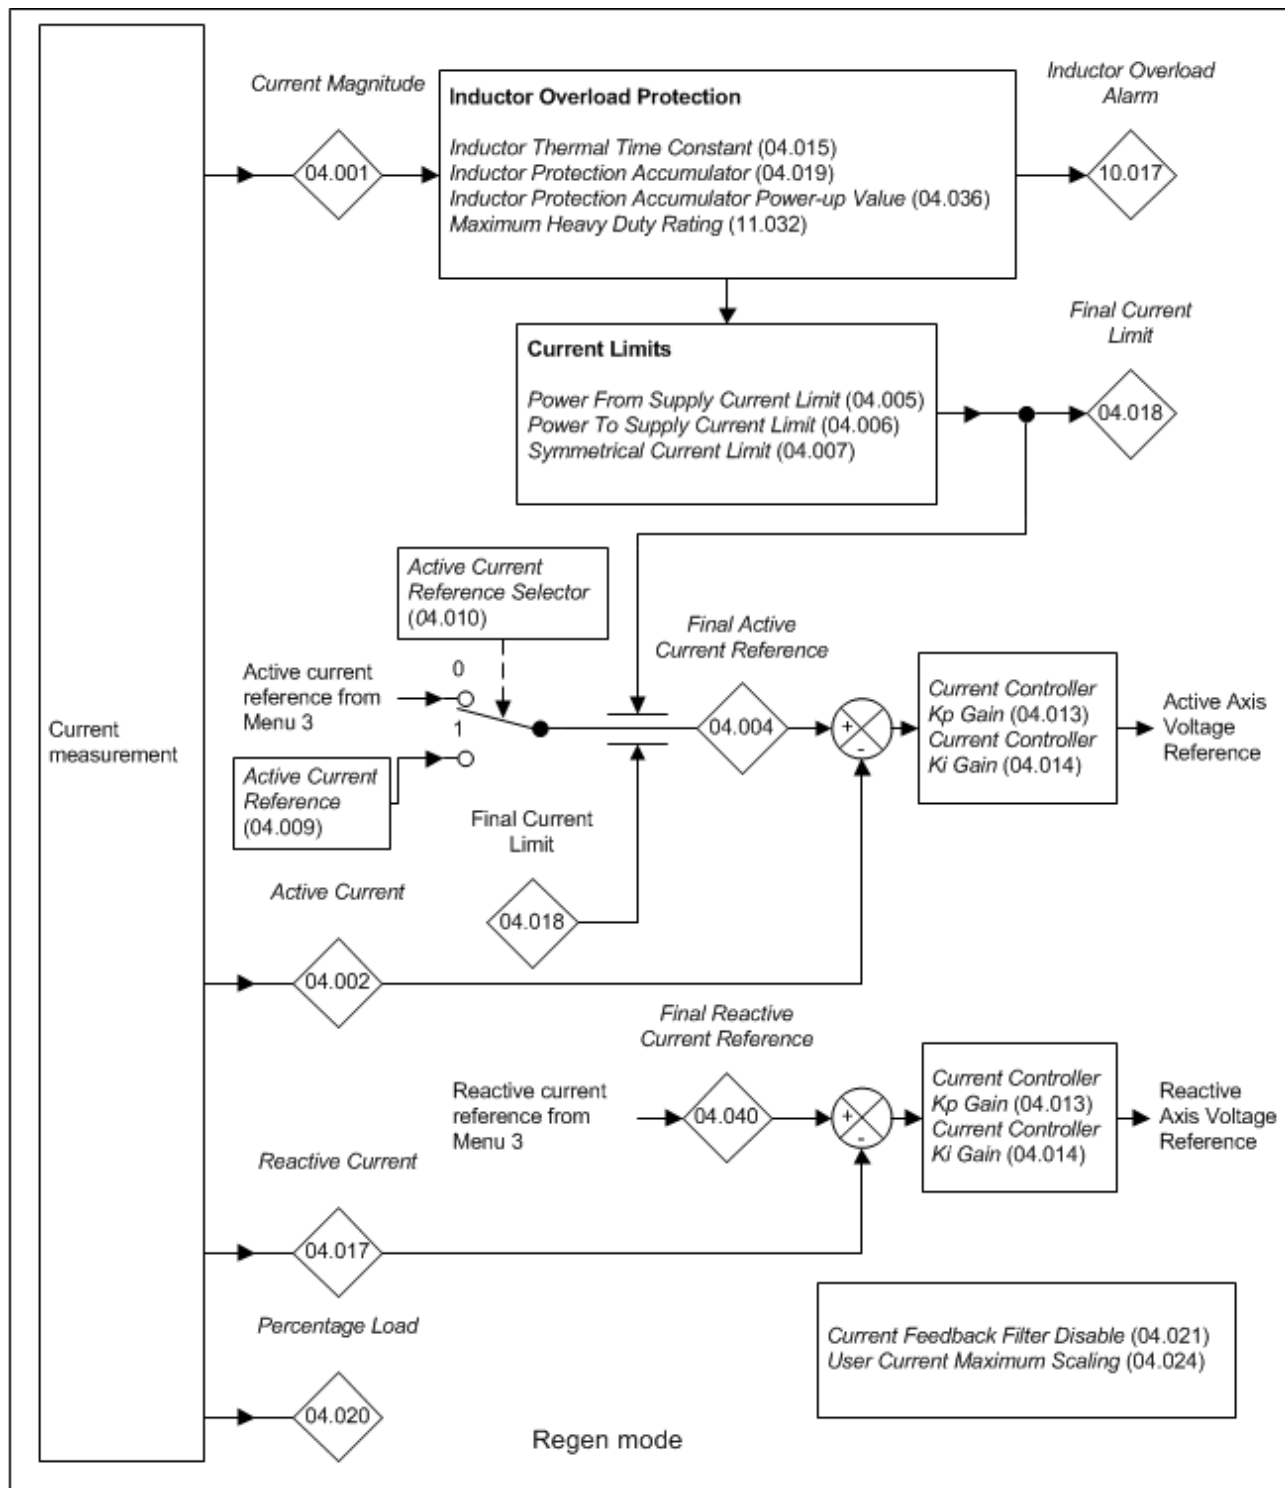 Current Magnitude
04.001
Inductor Overload Protection
Inductor Thermal Time Constant (04.015)
Inductor Protection Accumulator (04.019)
Inductor Protection Accumulator Power-up Value (04.036)
Maximum Heavy Duty Rating (11.032)
Inductor Overload
Alarm
10.017
Current Limits
Power From Supply Current Limit (04.005)
Power To Supply Current Limit (04.006)
Symmetrical Current Limit (04.007)
Final Current
Limit
04.018
Active Current
Reference Selector
(04.010)
Active current
reference from
Menu 3
0
1
Active Current
Reference
(04.009)
Final Current
Limit
04.018
Final Active
Current Reference
04.004
+
-
Current Controller
Kp Gain (04.013)
Current Controller
Ki Gain (04.014)
Active Axis
Voltage
Reference
Current
measurement
Active Current
04.002
Final Reactive
Current Reference
Reactive current
reference from
Menu 3
04.040
+
-
Current Controller
Kp Gain (04.013)
Current Controller
Ki Gain (04.014)
Reactive
Axis Voltage
Reference
Reactive Current
04.017
Percentage Load
04.020
Current Feedback Filter Disable (04.021)
User Current Maximum Scaling (04.024)
Regen mode